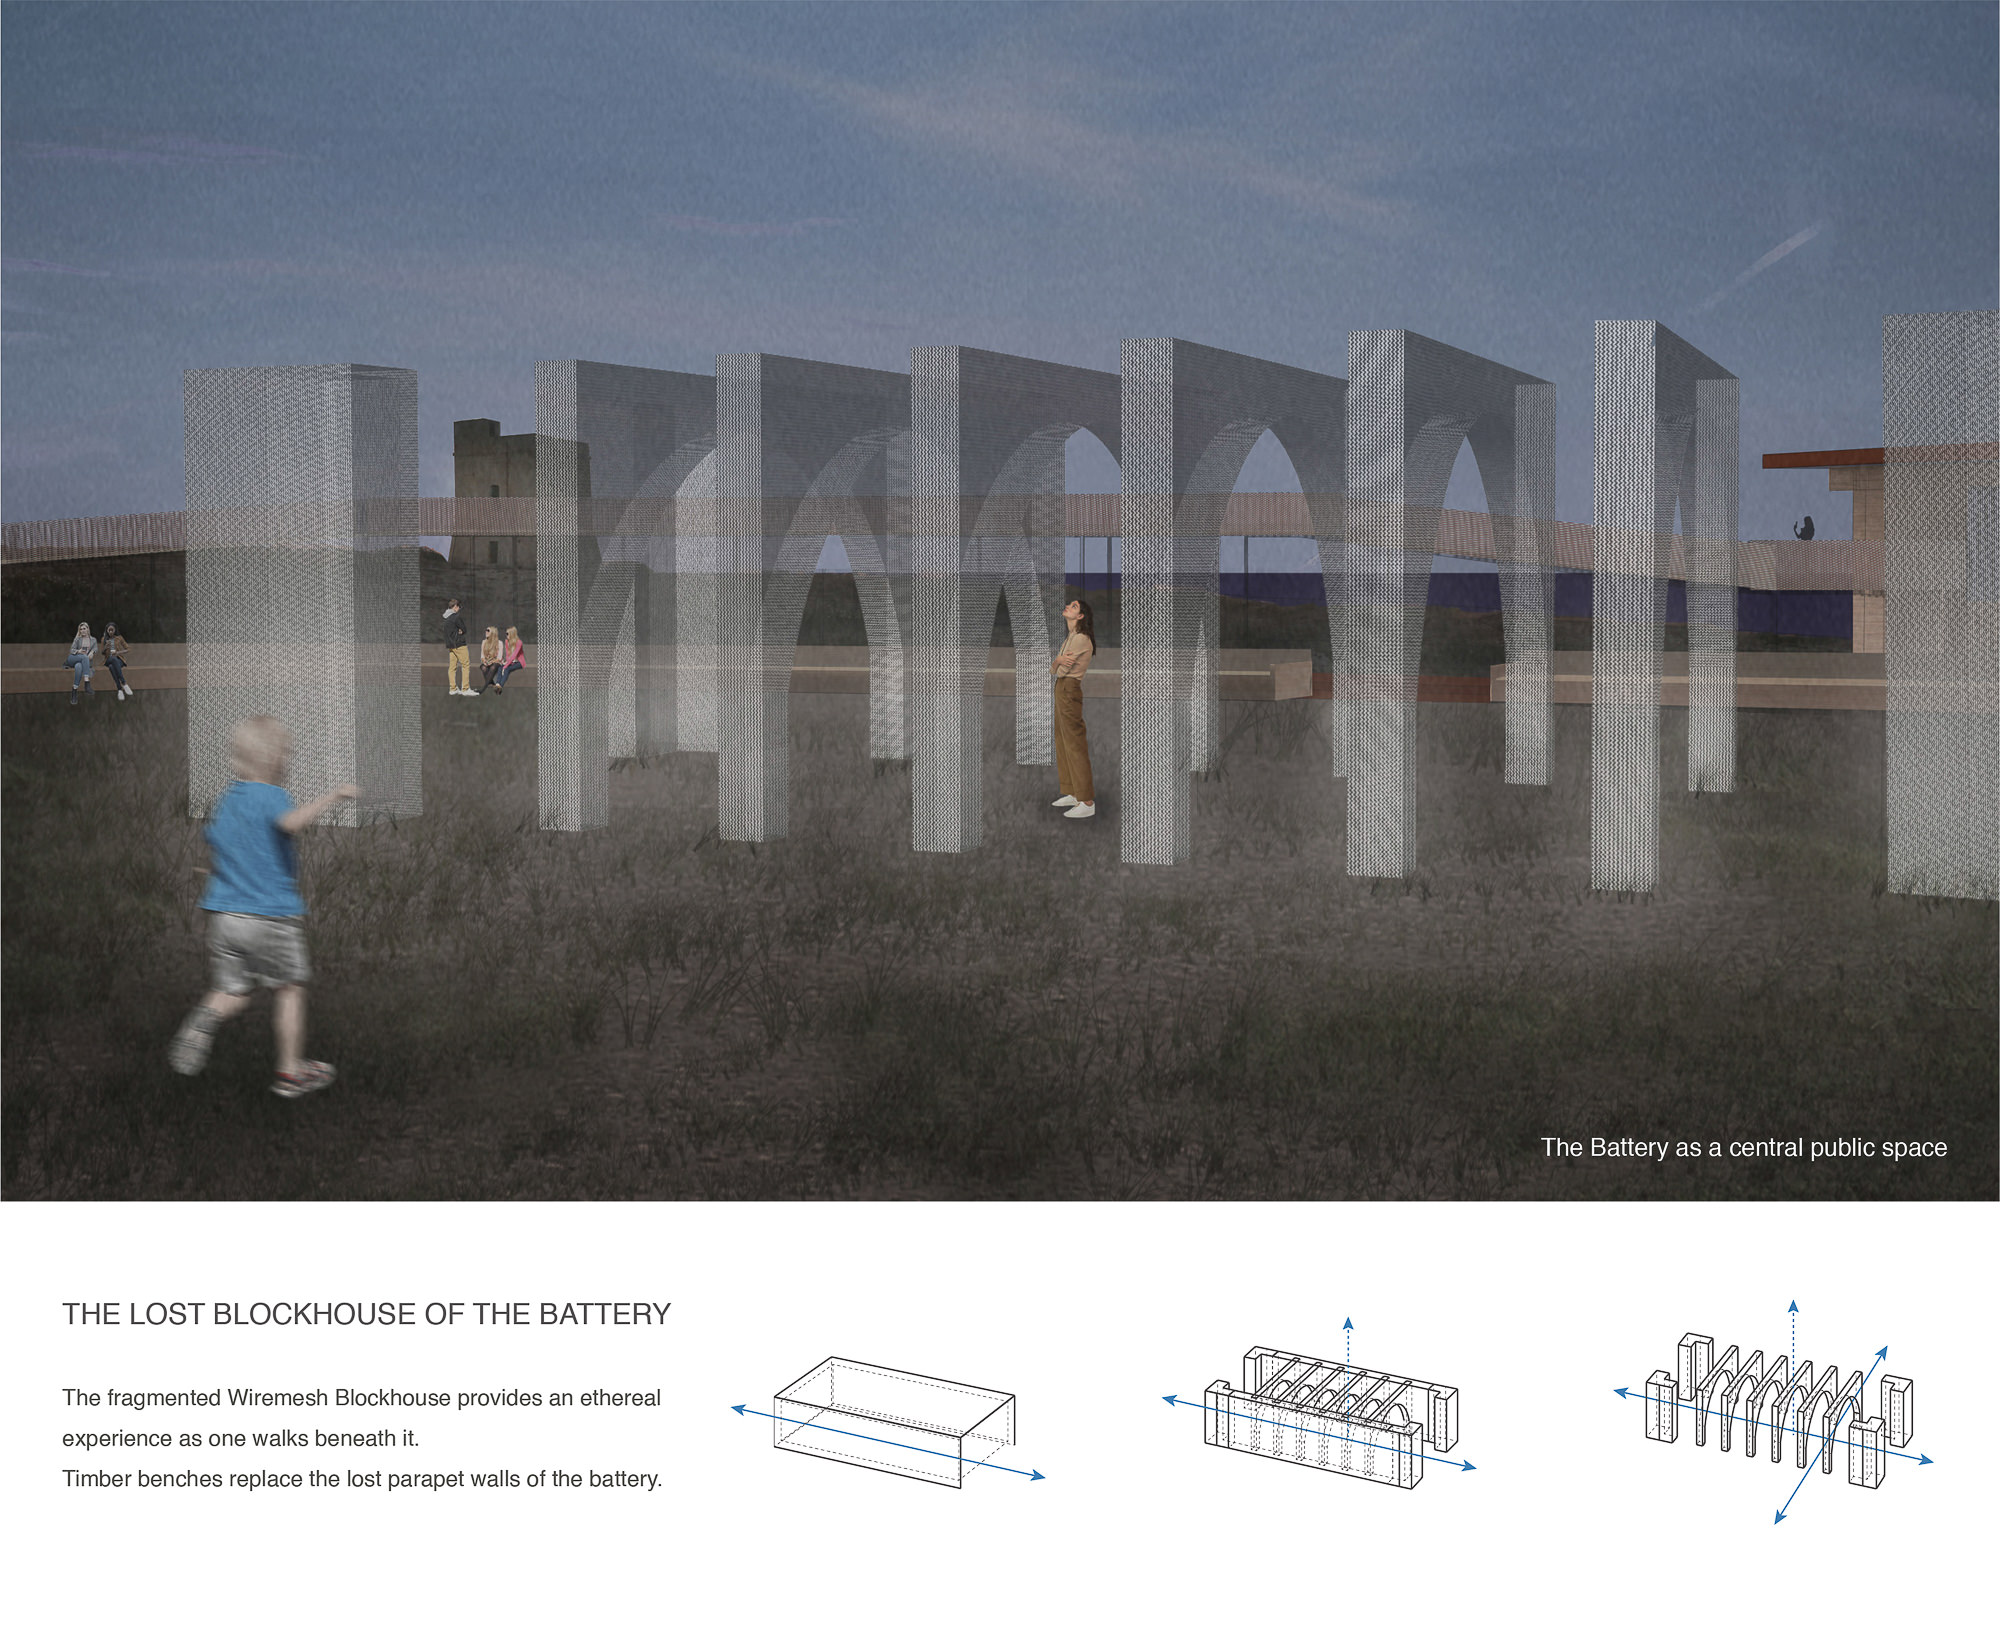 The Battery as a central public space
THE LOST BLOCKHOUSE OF THE BATTERY
The fragmented Wiremesh Blockhouse provides an ethereal
experience as one walks beneath it.
Timber benches replace the lost parapet walls of the battery.